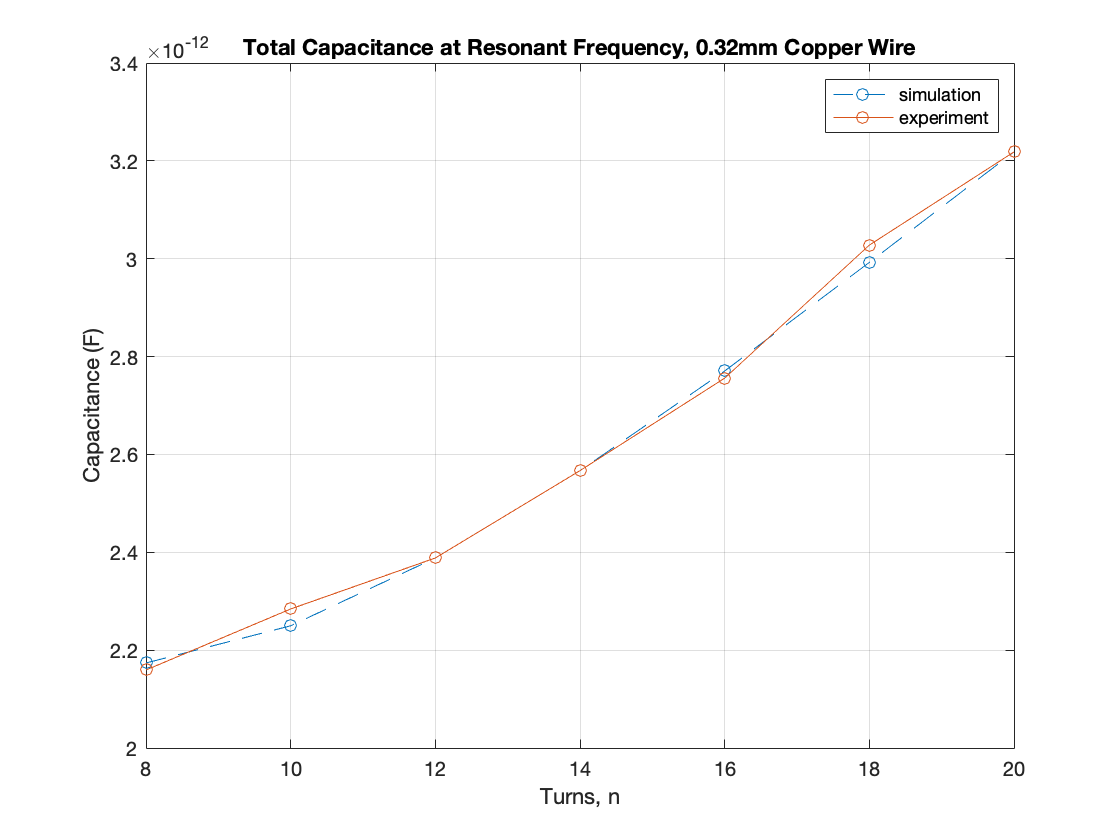 Total Capacitance at Resonant Frequency, 0.32mm Copper Wire
×10^-12
3.4
3.2
3
2.8
2.6
2.4
2.2
2
Capacitance (F)
simulation
experiment
8 10 12 14 16 18 20
Turns, n